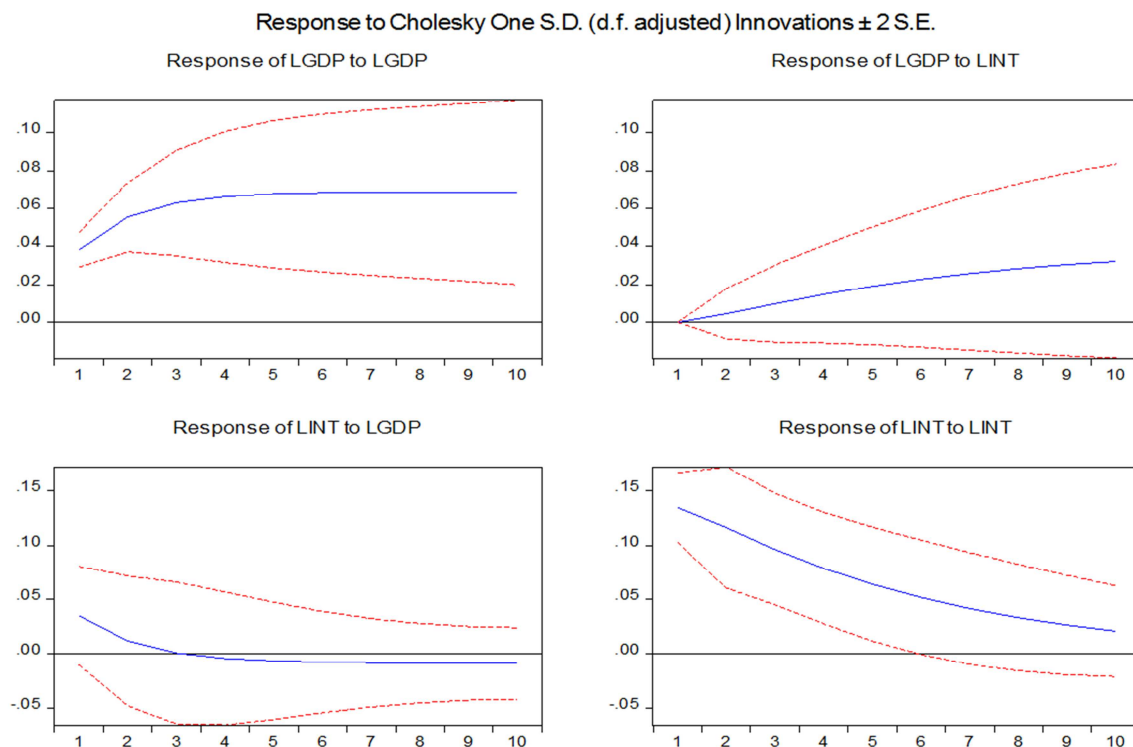 Response to Cholesky One S.D. (d.f. adjusted) Innovations ± 2 S.E.
Response of LGDP to LGDP
.10
.08
.06
.04
.02
.00
1 2 3 4 5 6 7 8 9 10
Response of LGDP to LINT
.10
.08
.06
.04
.02
.00
1 2 3 4 5 6 7 8 9 10
Response of LINT to LGDP
.15
.10
.05
.00
-.05
1 2 3 4 5 6 7 8 9 10
Response of LINT to LINT
.15
.10
.05
.00
-.05
1 2 3 4 5 6 7 8 9 10